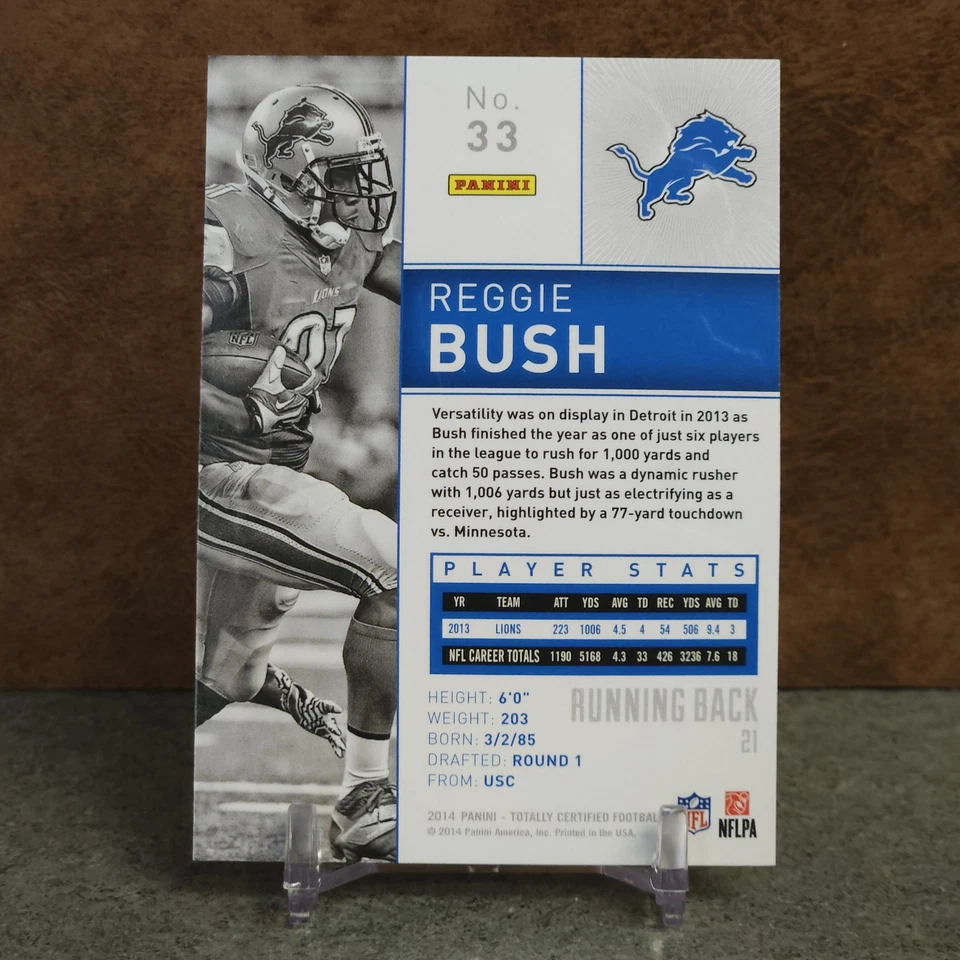 No.
33
PANINI
REGGIE
BUSH
LIONS
NFL
Versatility was on display in Detroit in 2013 as
Bush finished the year as one of just six players
in the league to rush for 1,000 yards and
catch 50 passes. Bush was a dynamic rusher
with 1,006 yards but just as electrifying as a
receiver, highlighted by a 77-yard touchdown
vs. Minnesota.
PLAYER STATS
YR TEAM ATT YDS AVG TD REC YDS AVG TD
2013 LIONS 223 1006 4.5 4 54 506 9.4 3
NFL CAREER TOTALS 1190 5168 4.3 33 426 3236 7.6 18
HEIGHT: 6'0"
WEIGHT: 203
BORN: 3/2/85
DRAFTED: ROUND 1
FROM: USC
RUNNING BACK
21
2014 PANINI - TOTALLY CERTIFIED FOOTBAL
© 2014 Panini America, Inc. Printed in the USA.
NFL
NFLPA